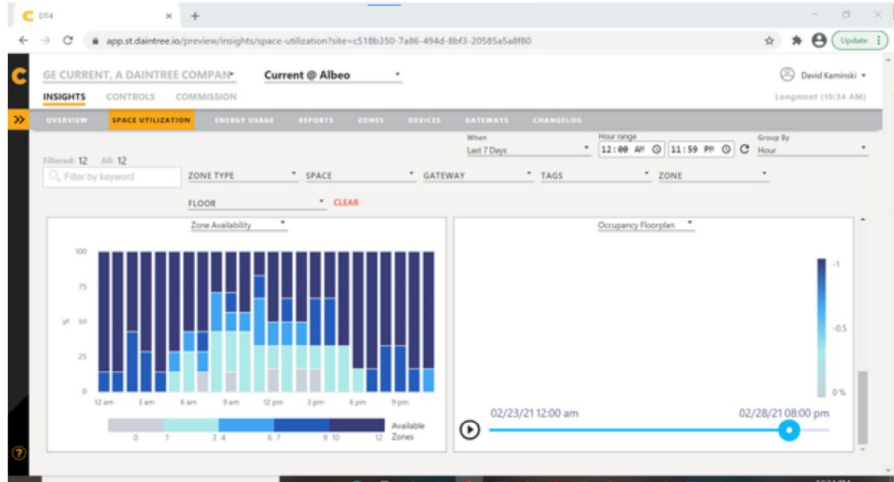 DT4
app.st.daintree.io/preview/insights/space-utilization?site=c518b350-7a86-494d-8bf3-20585a5a8f80
Update
GE CURRENT, A DAINTREE COMPAN
Current @ Albeo
David Kaminski
INSIGHTS CONTROLS COMMISSION
Longmont (10:34 AM)
OVERVIEW SPACE UTILIZATION ENERGY USAGE REPORTS ZONES DEVICES GATEWAYS CHANGELOG
When Hour range Group By
Last 7 Days 12:00 AM 11:59 PM Hour
Filtered: 12 All: 12
Filter by keyword ZONE TYPE SPACE GATEWAY TAGS ZONE
FLOOR CLEAR
Zone Availability
100
75
% 50
25
0
12 am 3 am 6 am 9 am 12 pm 3 pm 6 pm 9 pm
0 1 3 4 6 7 9 10 12
Available
Zones
Occupancy Floorplan
-1
-0.5
0 %
02/23/21 12:00 am 02/28/21 08:00 pm